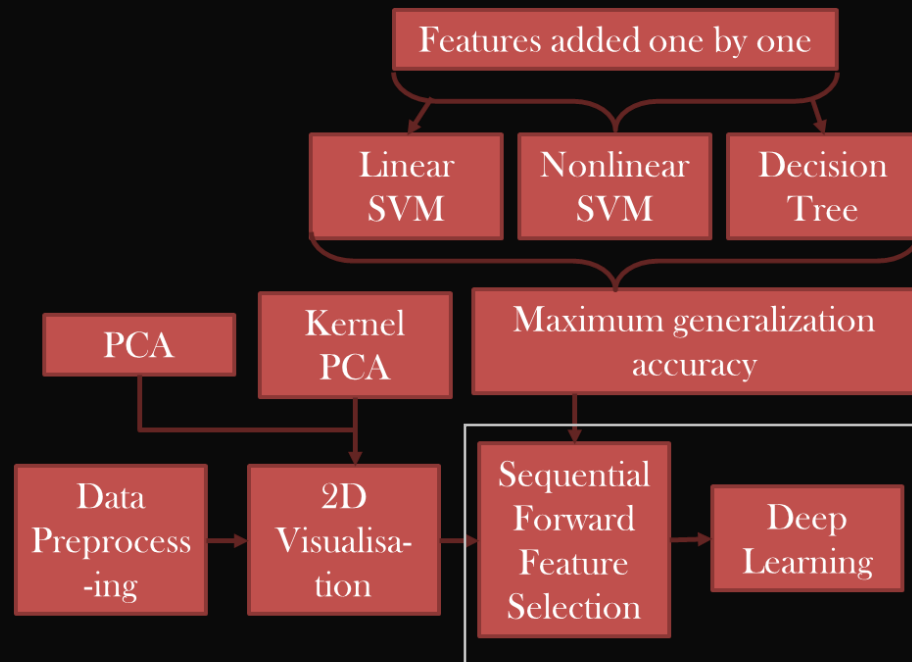 Features added one by one
Linear
SVM
Nonlinear
SVM
Decision
Tree
Maximum generalization
accuracy
PCA
Kernel
PCA
Data
Preprocess
-ing
2D
Visualisa-
tion
Sequential
Forward
Feature
Selection
Deep
Learning